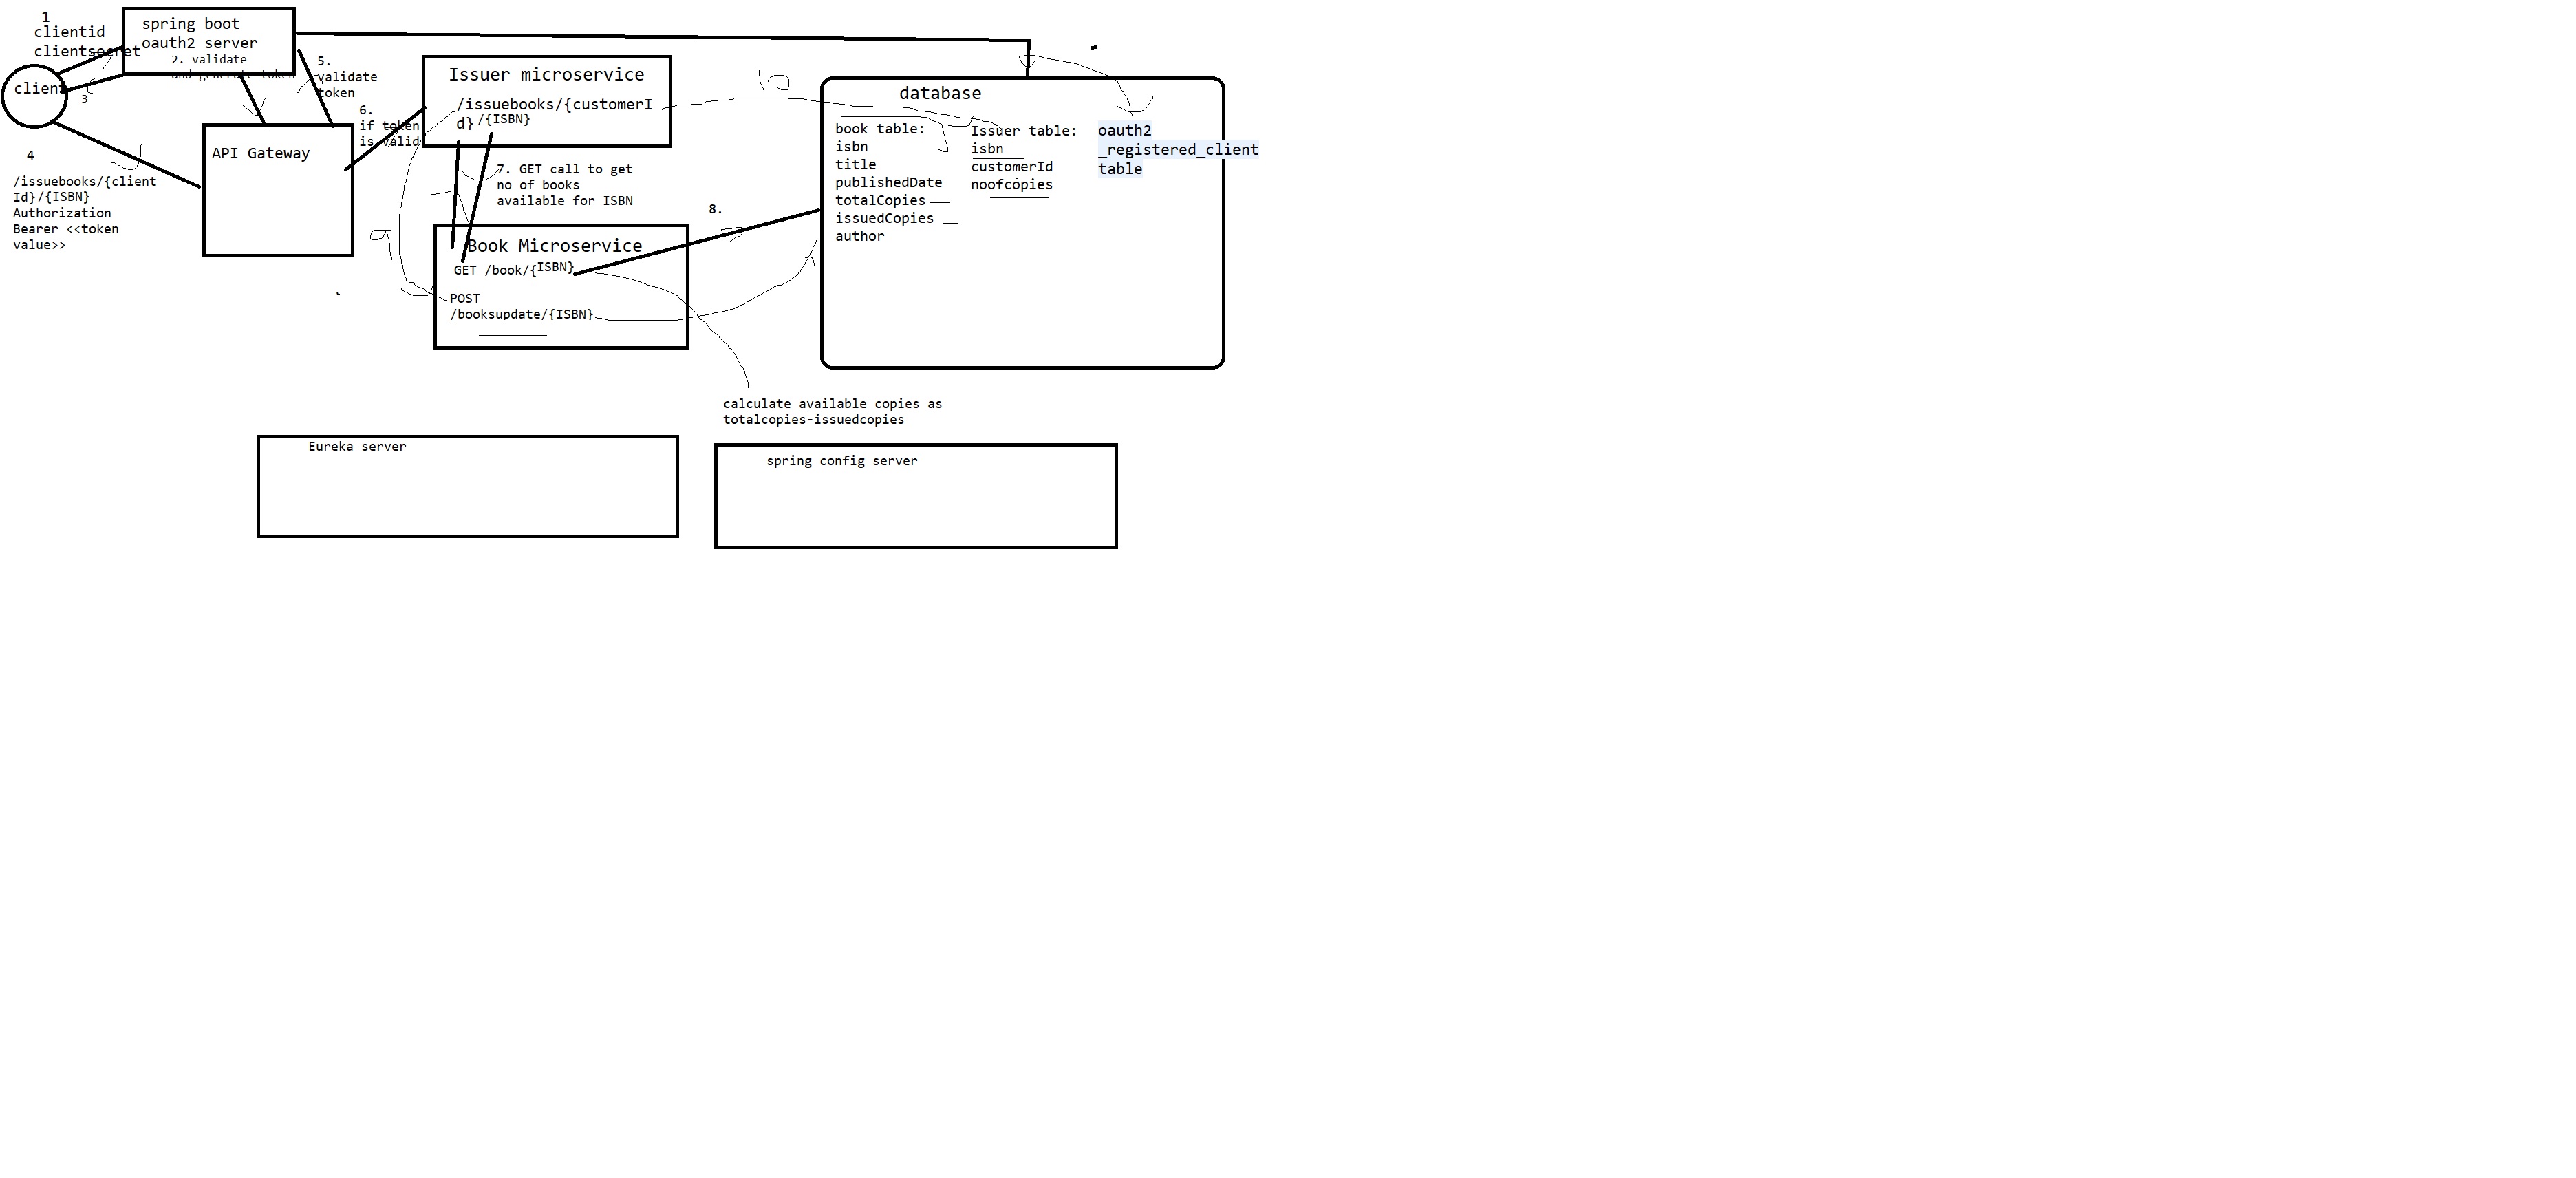 1
clientid
clientsecret
spring boot
oauth2 server
2. validate
and generate token
client
3
4
/issuebooks/{client
Id}/{ISBN}
Authorization
Bearer <<token
value>>
API Gateway
5.
validate
token
6.
if token
is valid
Issuer microservice
/issuebooks/{customerI
d} /{ISBN}
7. GET call to get
no of books
available for ISBN
9
Book Microservice
GET /book/{ISBN}
POST
/booksupdate/{ISBN}
8.
10
database
book table:
isbn
title
publishedDate
totalCopies
issuedCopies
author
Issuer table:
isbn
customerId
noofcopies
oauth2
_registered_client
table
calculate available copies as
totalcopies-issuedcopies
Eureka server
spring config server